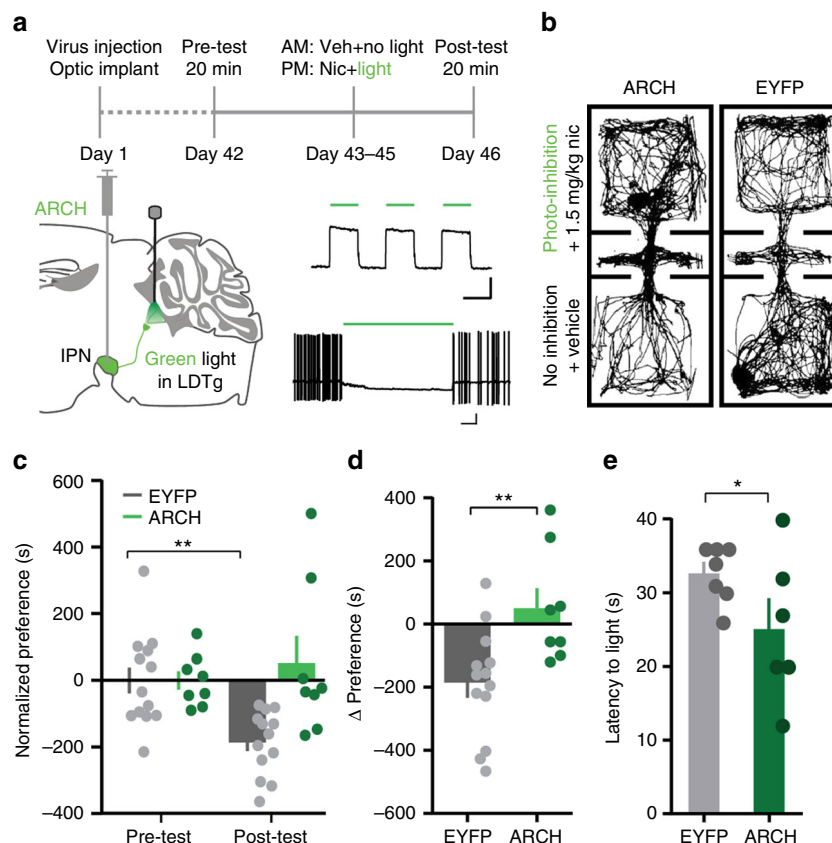 a
Virus injection
Optic implant
Pre-test
20 min
AM: Veh+no light
PM: Nic+light
Post-test
20 min
Day 1
Day 42
Day 43–45
Day 46
ARCH
IPN
Green light
in LDTg
b
ARCH
EYFP
Photo-inhibition
+ 1.5 mg/kg nic
No inhibition
+ vehicle
c
Normalized preference (s)
600
400
200
0
−200
−400
EYFP
ARCH
**
Pre-test
Post-test
d
Δ Preference (s)
400
200
0
−200
−400
−600
**
EYFP
ARCH
e
Latency to light (s)
40
30
20
10
0
*
EYFP
ARCH